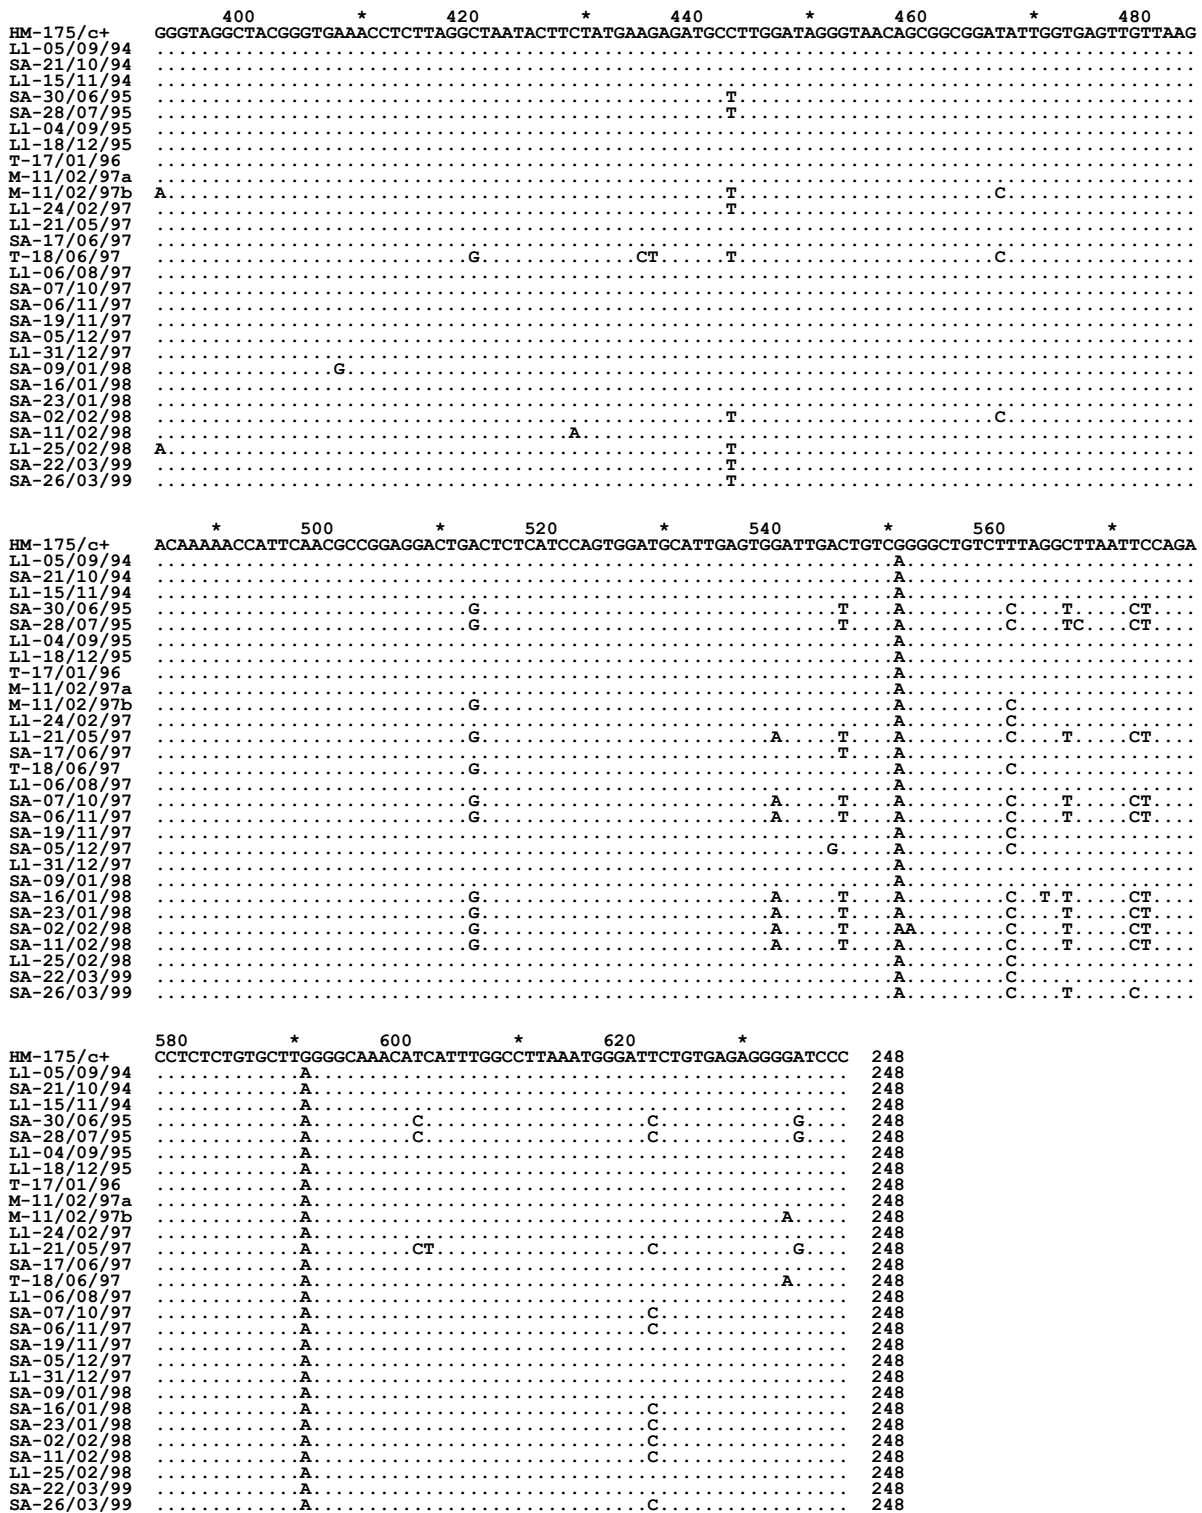 400 * 420 * 440 * 460 * 480
HM-175/c+ GGGTAGGCTACGGGTGAAACCTCTTAGGCTAATACTTCTATGAAGAGATGCCTTGGATAGGGTAACAGCGGCGGATATTGGTGAGTTGTTAAG
Ll-05/09/94 .............................................................................................
SA-21/10/94 .............................................................................................
Ll-15/11/94 .............................................................................................
SA-30/06/95 ...................................................T.........................................
SA-28/07/95 ...................................................T.........................................
Ll-04/09/95 .............................................................................................
Ll-18/12/95 .............................................................................................
T-17/01/96 .............................................................................................
M-11/02/97a .............................................................................................
M-11/02/97b A..................................................T.......................C.................
Ll-24/02/97 ...................................................T.........................................
Ll-21/05/97 .............................................................................................
SA-17/06/97 .............................................................................................
T-18/06/97 ............................G..............CT......T.......................C.................
Ll-06/08/97 .............................................................................................
SA-07/10/97 .............................................................................................
SA-06/11/97 .............................................................................................
SA-19/11/97 .............................................................................................
SA-05/12/97 .............................................................................................
Ll-31/12/97 .............................................................................................
SA-09/01/98 ................G............................................................................
SA-16/01/98 .............................................................................................
SA-23/01/98 .............................................................................................
SA-02/02/98 ...................................................T.......................C.................
SA-11/02/98 .....................................A.......................................................
Ll-25/02/98 A..................................................T.........................................
SA-22/03/99 ...................................................T.........................................
SA-26/03/99 ...................................................T.........................................
* 500 * 520 * 540 * 560 *
HM-175/c+ ACAAAAACCATTCAACGCCGGAGGACTGACTCTCATCCAGTGGATGCATTGAGTGGATTGACTGTCGGGGCTGTCTTTAGGCTTAATTCCAGA
Ll-05/09/94 ..................................................................A..........................
SA-21/10/94 ..................................................................A..........................
Ll-15/11/94 ..................................................................A..........................
SA-30/06/95 ............................G................................T....A.........C....T.....CT....
SA-28/07/95 ............................G................................T....A.........C....TC....CT....
Ll-04/09/95 ..................................................................A..........................
Ll-18/12/95 ..................................................................A..........................
T-17/01/96 ..................................................................A..........................
M-11/02/97a ..................................................................A..........................
M-11/02/97b ............................G.....................................A.........C................
Ll-24/02/97 ..................................................................A.........C................
Ll-21/05/97 ............................G..........................A.....T....A.........C....T.....CT....
SA-17/06/97 .............................................................T....A..........................
T-18/06/97 ............................G.....................................A.........C................
Ll-06/08/97 ..................................................................A..........................
SA-07/10/97 ............................G..........................A.....T....A.........C....T.....CT....
SA-06/11/97 ............................G..........................A.....T....A.........C....T.....CT....
SA-19/11/97 ..................................................................A.........C................
SA-05/12/97 ............................................................G.....A.........C................
Ll-31/12/97 ..................................................................A..........................
SA-09/01/98 ..................................................................A..........................
SA-16/01/98 ............................G..........................A.....T....A.........C..T.T.....CT....
SA-23/01/98 ............................G..........................A.....T....A.........C....T.....CT....
SA-02/02/98 ............................G..........................A.....T....AA........C....T.....CT....
SA-11/02/98 ............................G..........................A.....T....A.........C....T.....CT....
Ll-25/02/98 ..................................................................A.........C................
SA-22/03/99 ..................................................................A.........C................
SA-26/03/99 ..................................................................A.........C....T.....C.....
580 * 600 * 620 *
HM-175/c+ CCTCTCTGTGCTTGGGGCAAACATCATTTGGCCTTAAATGGGATTCTGTGAGAGGGGATCCC 248
Ll-05/09/94 .............A................................................ 248
SA-21/10/94 .............A................................................ 248
Ll-15/11/94 .............A................................................ 248
SA-30/06/95 .............A.........C....................C............G.... 248
SA-28/07/95 .............A.........C....................C............G.... 248
Ll-04/09/95 .............A................................................ 248
Ll-18/12/95 .............A................................................ 248
T-17/01/96 .............A................................................ 248
M-11/02/97a .............A................................................ 248
M-11/02/97b .............A..........................................A..... 248
Ll-24/02/97 .............A................................................ 248
Ll-21/05/97 .............A.........CT...................C............G.... 248
SA-17/06/97 .............A................................................ 248
T-18/06/97 .............A..........................................A..... 248
Ll-06/08/97 .............A................................................ 248
SA-07/10/97 .............A..............................C................. 248
SA-06/11/97 .............A..............................C................. 248
SA-19/11/97 .............A................................................ 248
SA-05/12/97 .............A................................................ 248
Ll-31/12/97 .............A................................................ 248
SA-09/01/98 .............A................................................ 248
SA-16/01/98 .............A..............................C................. 248
SA-23/01/98 .............A..............................C................. 248
SA-02/02/98 .............A..............................C................. 248
SA-11/02/98 .............A..............................C................. 248
Ll-25/02/98 .............A................................................ 248
SA-22/03/99 .............A................................................ 248
SA-26/03/99 .............A..............................C................. 248